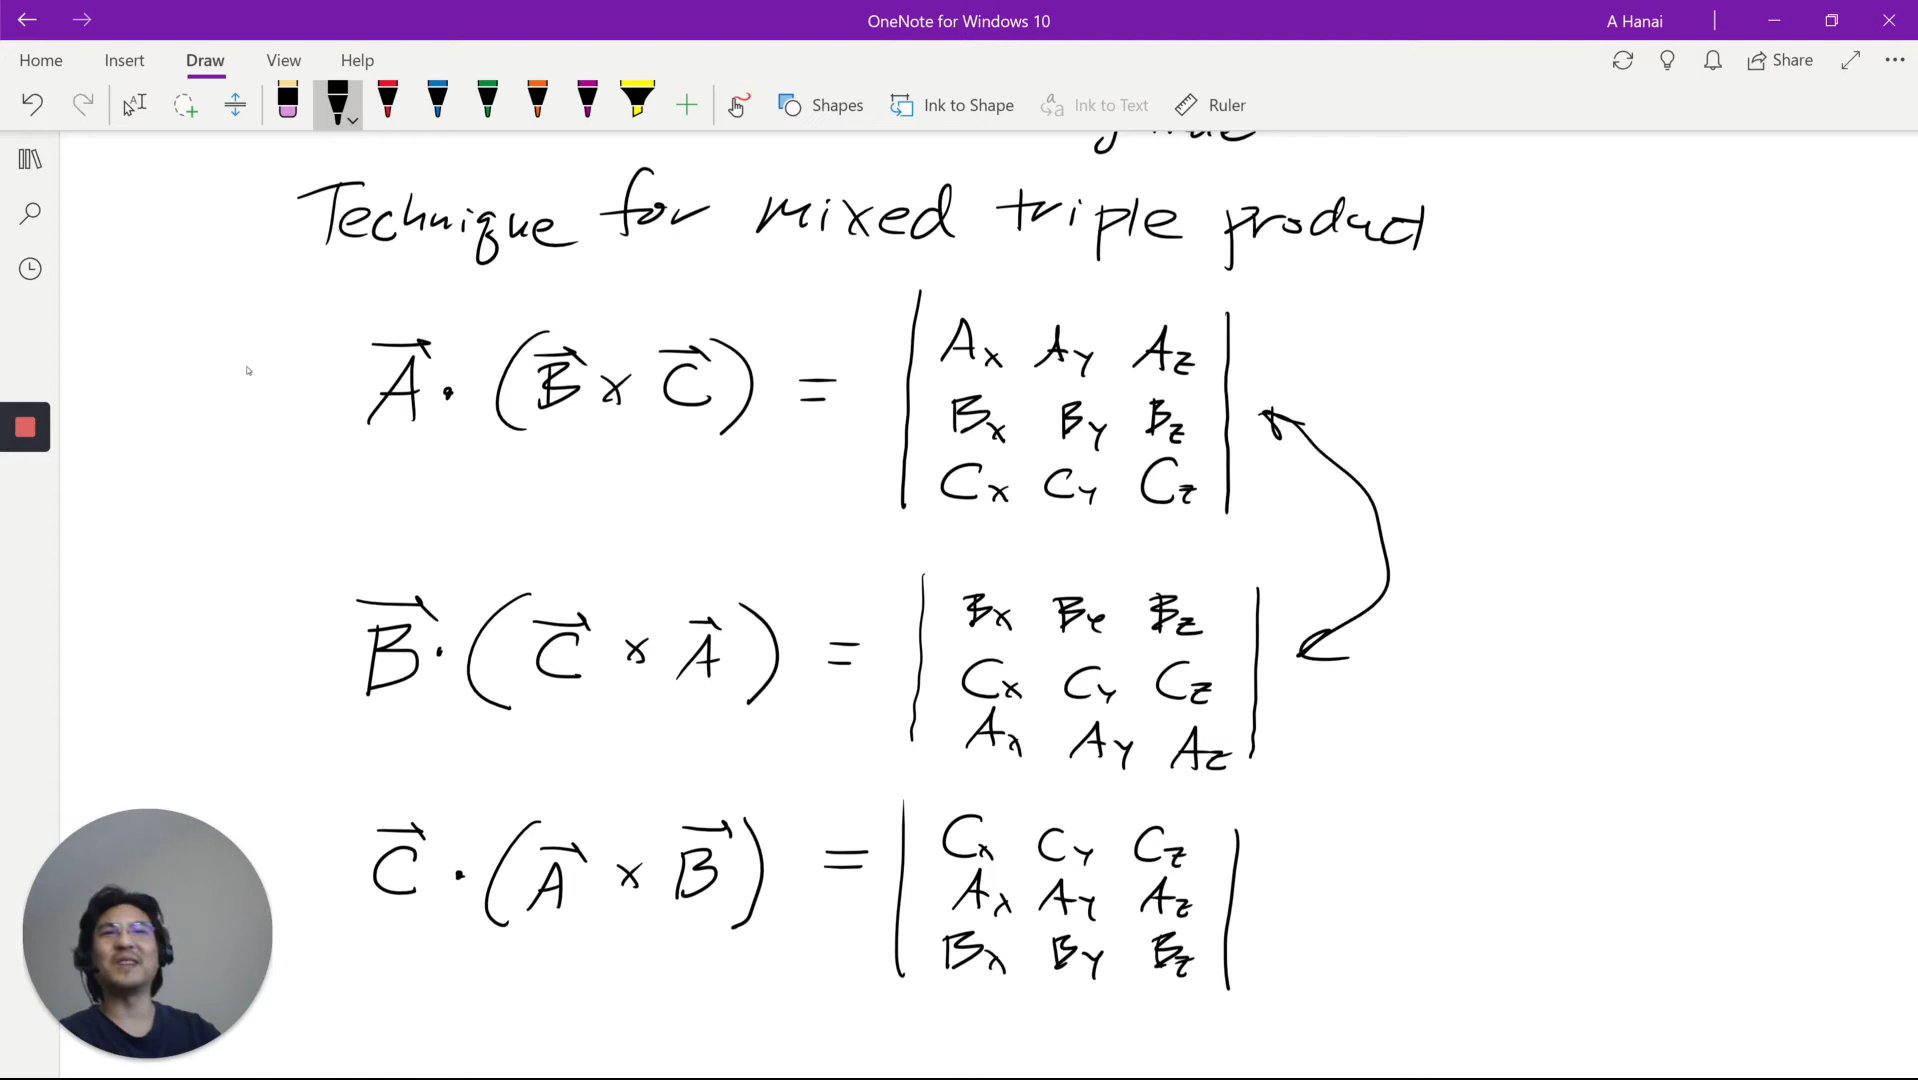 OneNote for Windows 10
A Hanai
Home Insert Draw View Help
Share
Shapes Ink to Shape Ink to Text Ruler
Technique for mixed triple product
A⃗ · (B⃗ × C⃗) =
Ax Ay Az
Bx By Bz
Cx Cy Cz
B⃗ · (C⃗ × A⃗) =
Bx By Bz
Cx Cy Cz
Ax Ay Az
C⃗ · (A⃗ × B⃗) =
Cx Cy Cz
Ax Ay Az
Bx By Bz